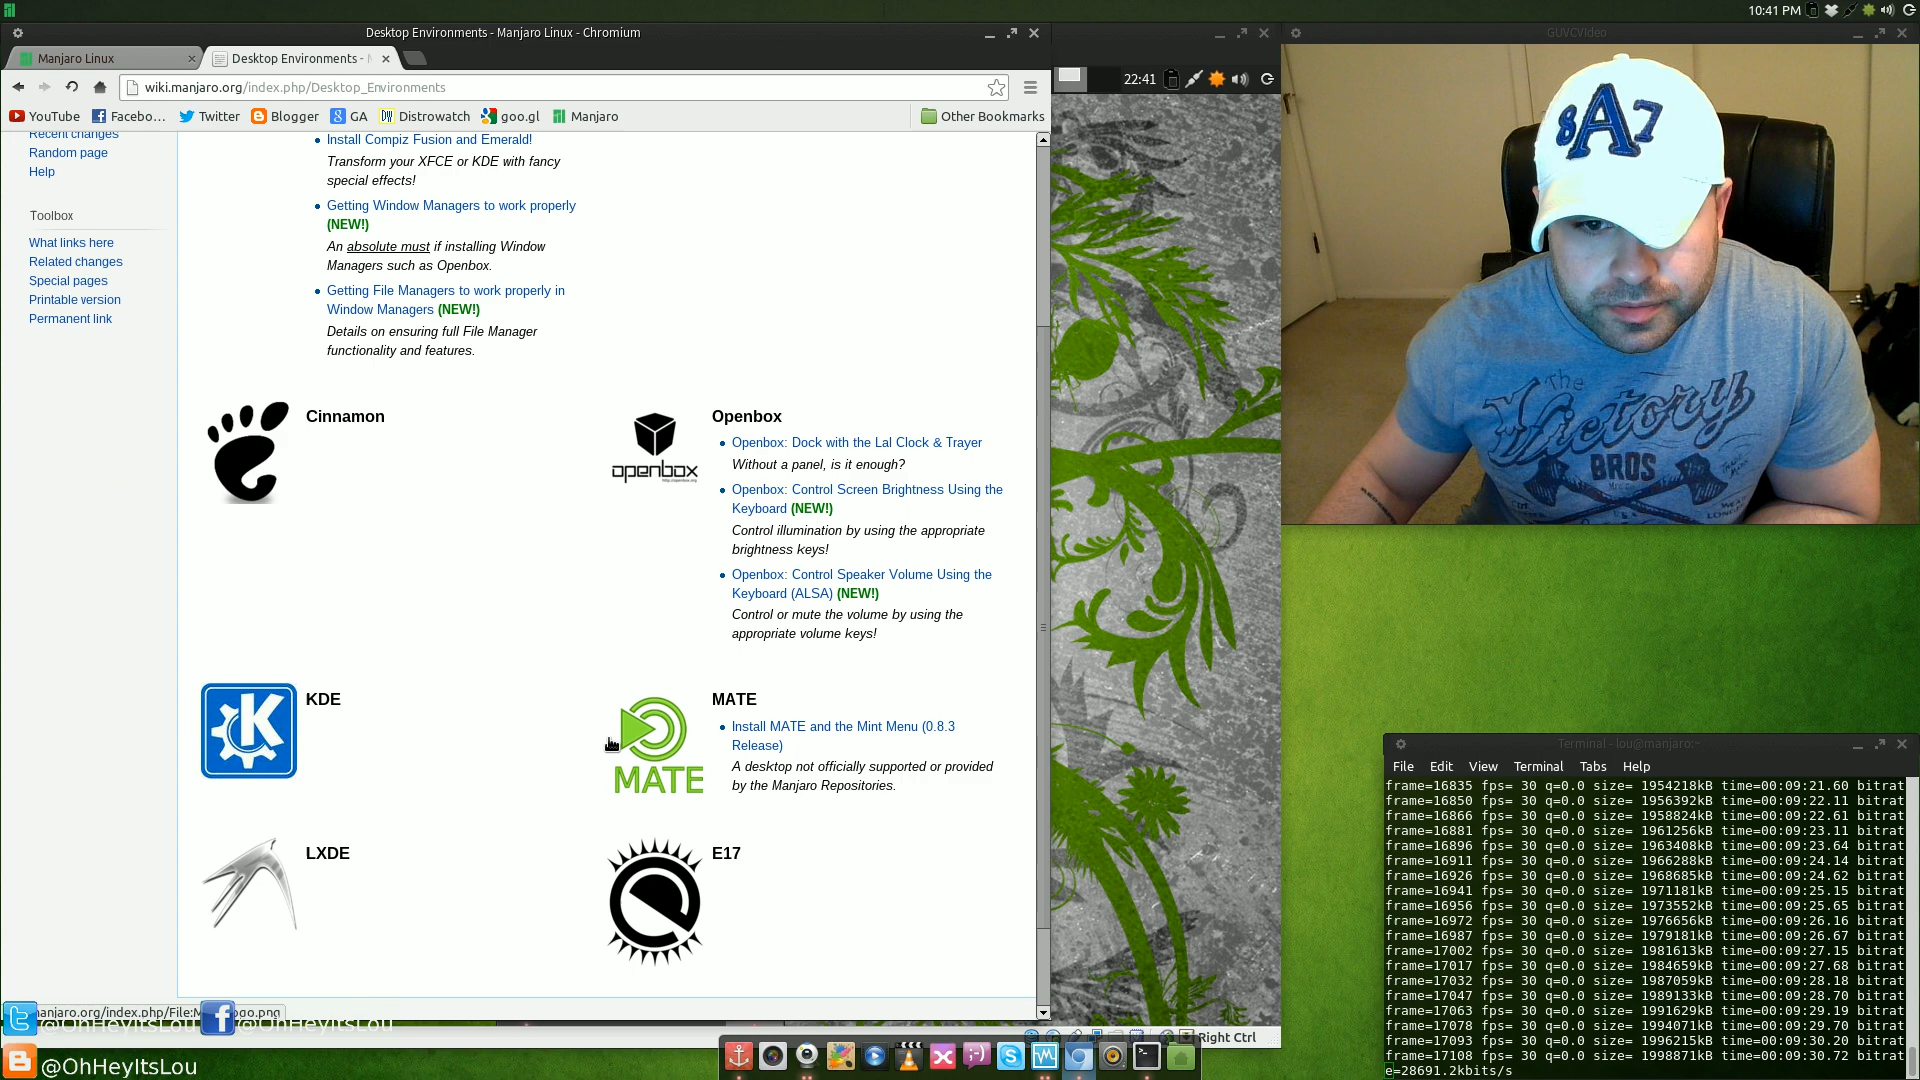 10:41 PM
Desktop Environments - Manjaro Linux - Chromium
Manjaro Linux
Desktop Environments -
wiki.manjaro.org/index.php/Desktop_Environments
YouTube
Facebo...
Twitter
Blogger
GA
Distrowatch
goo.gl
Manjaro
Other Bookmarks
Recent changes
Random page
Help
Toolbox
What links here
Related changes
Special pages
Printable version
Permanent link
Install Compiz Fusion and Emerald!
Transform your XFCE or KDE with fancy
special effects!
Getting Window Managers to work properly
(NEW!)
An absolute must if installing Window
Managers such as Openbox.
Getting File Managers to work properly in
Window Managers (NEW!)
Details on ensuring full File Manager
functionality and features.
Cinnamon
openbox
Openbox
Openbox: Dock with the Lal Clock & Trayer
Without a panel, is it enough?
Openbox: Control Screen Brightness Using the
Keyboard (NEW!)
Control illumination by using the appropriate
brightness keys!
Openbox: Control Speaker Volume Using the
Keyboard (ALSA) (NEW!)
Control or mute the volume by using the
appropriate volume keys!
KDE
MATE
MATE
Install MATE and the Mint Menu (0.8.3
Release)
A desktop not officially supported or provided
by the Manjaro Repositories.
LXDE
E17
@OhHeyItsLou
@OhHeyItsLou
@OhHeyItsLou
22:41
Right Ctrl
GUVCVideo
8 A 7
The
Victory
BROS
Terminal - lou@manjaro:~
File Edit View Terminal Tabs Help
frame=16835 fps= 30 q=0.0 size= 1954218kB time=00:09:21.60 bitrat
frame=16850 fps= 30 q=0.0 size= 1956392kB time=00:09:22.11 bitrat
frame=16866 fps= 30 q=0.0 size= 1958824kB time=00:09:22.61 bitrat
frame=16881 fps= 30 q=0.0 size= 1961256kB time=00:09:23.11 bitrat
frame=16896 fps= 30 q=0.0 size= 1963408kB time=00:09:23.64 bitrat
frame=16911 fps= 30 q=0.0 size= 1966288kB time=00:09:24.14 bitrat
frame=16926 fps= 30 q=0.0 size= 1968685kB time=00:09:24.62 bitrat
frame=16941 fps= 30 q=0.0 size= 1971181kB time=00:09:25.15 bitrat
frame=16956 fps= 30 q=0.0 size= 1973552kB time=00:09:25.65 bitrat
frame=16972 fps= 30 q=0.0 size= 1976656kB time=00:09:26.16 bitrat
frame=16987 fps= 30 q=0.0 size= 1979181kB time=00:09:26.67 bitrat
frame=17002 fps= 30 q=0.0 size= 1981613kB time=00:09:27.15 bitrat
frame=17017 fps= 30 q=0.0 size= 1984659kB time=00:09:27.68 bitrat
frame=17032 fps= 30 q=0.0 size= 1987059kB time=00:09:28.18 bitrat
frame=17047 fps= 30 q=0.0 size= 1989133kB time=00:09:28.70 bitrat
frame=17063 fps= 30 q=0.0 size= 1991629kB time=00:09:29.19 bitrat
frame=17078 fps= 30 q=0.0 size= 1994071kB time=00:09:29.70 bitrat
frame=17093 fps= 30 q=0.0 size= 1996215kB time=00:09:30.20 bitrat
frame=17108 fps= 30 q=0.0 size= 1998871kB time=00:09:30.72 bitrat
e=28691.2kbits/s